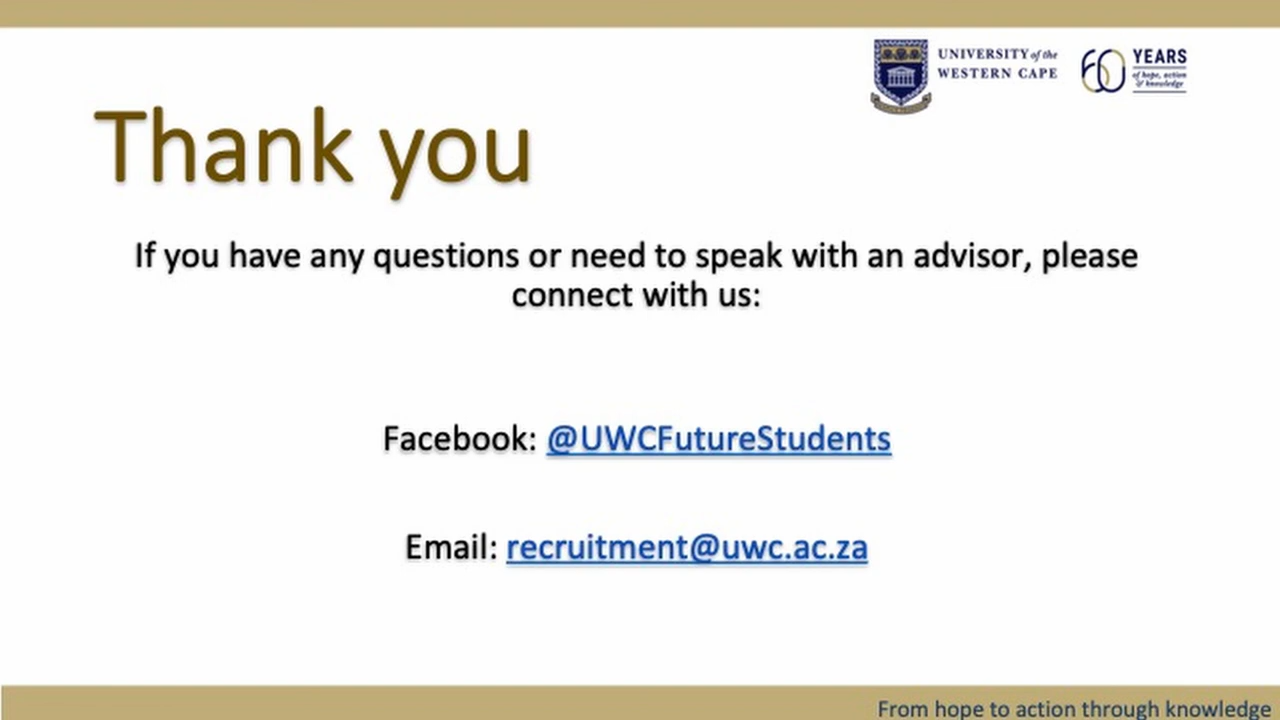 UNIVERSITY of the
WESTERN CAPE
60 YEARS
of hope, action
& knowledge
Thank you
If you have any questions or need to speak with an advisor, please
connect with us:
Facebook: @UWCFutureStudents
Email: recruitment@uwc.ac.za
From hope to action through knowledge